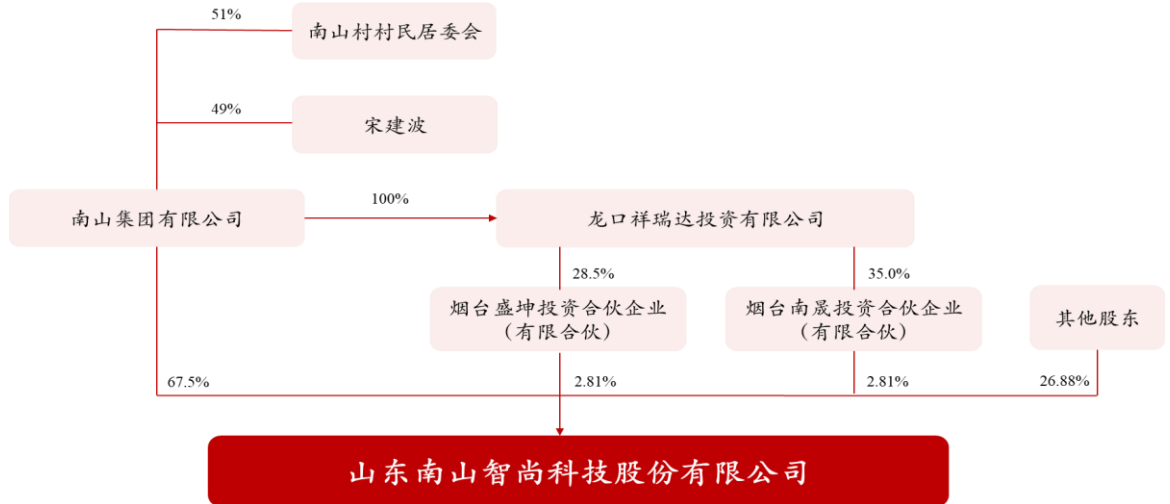 51%
南山村村民居委会
49%
宋建波
南山集团有限公司
100%
龙口祥瑞达投资有限公司
28.5%
35.0%
烟台盛坤投资合伙企业
（有限合伙）
烟台南晟投资合伙企业
（有限合伙）
其他股东
67.5%
2.81%
2.81%
26.88%
山东南山智尚科技股份有限公司